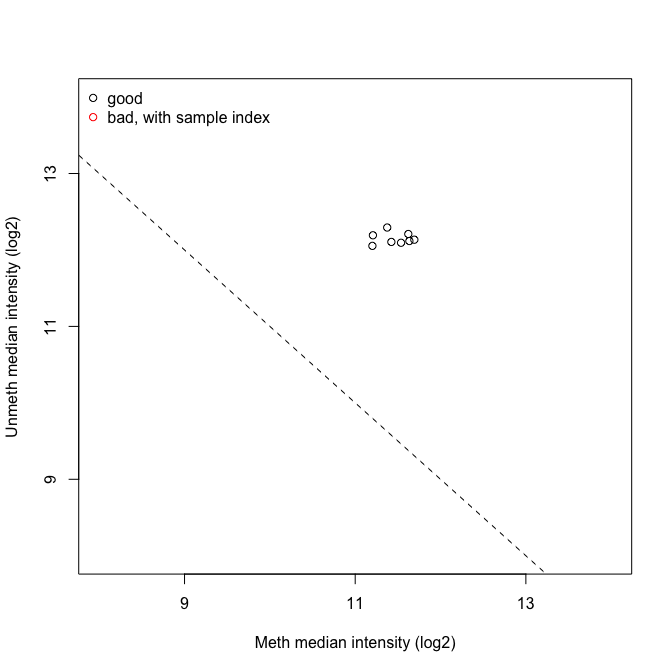 good
bad, with sample index
13
11
9
Unmeth median intensity (log2)
9 11 13
Meth median intensity (log2)